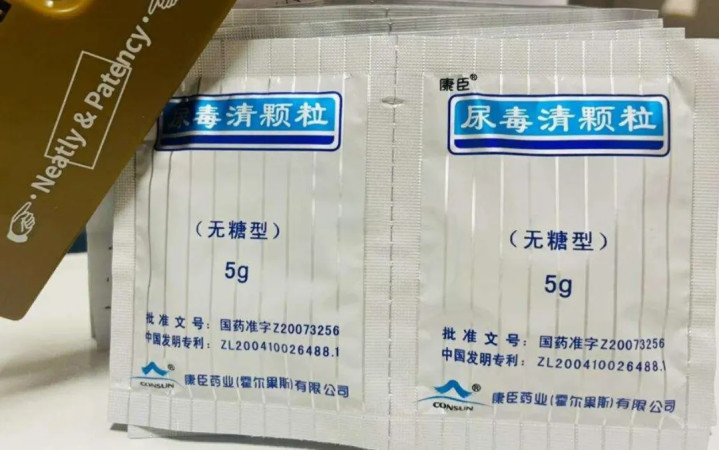 Neatly & Patency
尿毒清颗粒
（无糖型）
5g
批准文号：国药准字Z20073256
中国发明专利：ZL200410026488.1
CONSUN® 康臣药业(霍尔果斯)有限公司
康臣®
尿毒清颗粒
（无糖型）
5g
批准文号：国药准字Z20073256
中国发明专利：ZL200410026488.1
CONSUN® 康臣药业(霍尔果斯)有限公司